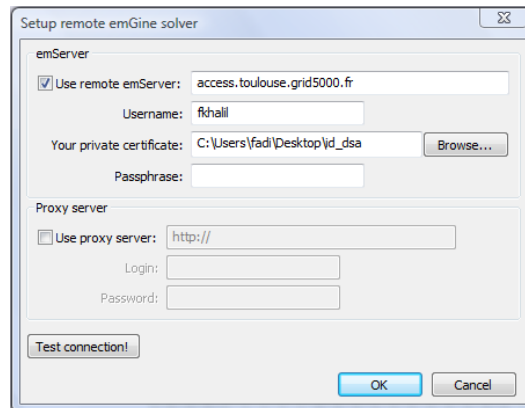 Setup remote emGine solver
emServer
Use remote emServer: access.toulouse.grid5000.fr
Username: fkhalil
Your private certificate: C:\Users\fadi\Desktop\id_dsa Browse...
Passphrase:
Proxy server
Use proxy server: http://
Login:
Password:
Test connection!
OK Cancel